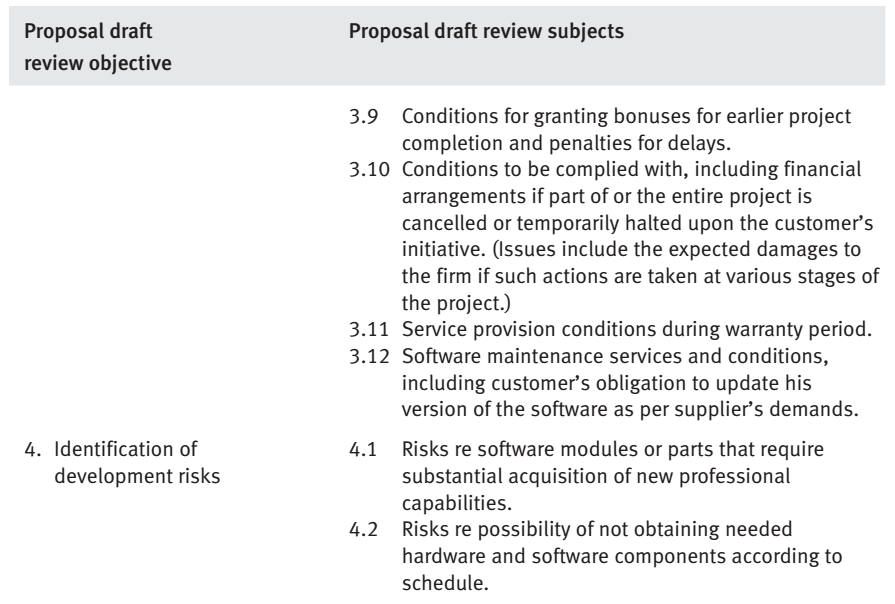 Proposal draft
review objective
Proposal draft review subjects
3.9 Conditions for granting bonuses for earlier project
completion and penalties for delays.
3.10 Conditions to be complied with, including financial
arrangements if part of or the entire project is
cancelled or temporarily halted upon the customer’s
initiative. (Issues include the expected damages to
the firm if such actions are taken at various stages of
the project.)
3.11 Service provision conditions during warranty period.
3.12 Software maintenance services and conditions,
including customer’s obligation to update his
version of the software as per supplier’s demands.
4. Identification of
development risks
4.1 Risks re software modules or parts that require
substantial acquisition of new professional
capabilities.
4.2 Risks re possibility of not obtaining needed
hardware and software components according to
schedule.